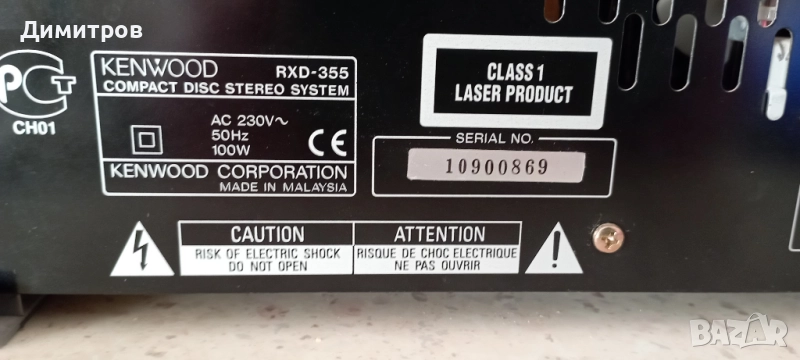 Димитров
PCT
CH01
KENWOOD RXD-355
COMPACT DISC STEREO SYSTEM
AC 230V~
50Hz
100W
CE
KENWOOD CORPORATION
MADE IN MALAYSIA
CLASS 1
LASER PRODUCT
SERIAL NO.
10900869
CAUTION
RISK OF ELECTRIC SHOCK
DO NOT OPEN
ATTENTION
RISQUE DE CHOC ELECTRIQUE
NE PAS OUVRIR
BAZAR